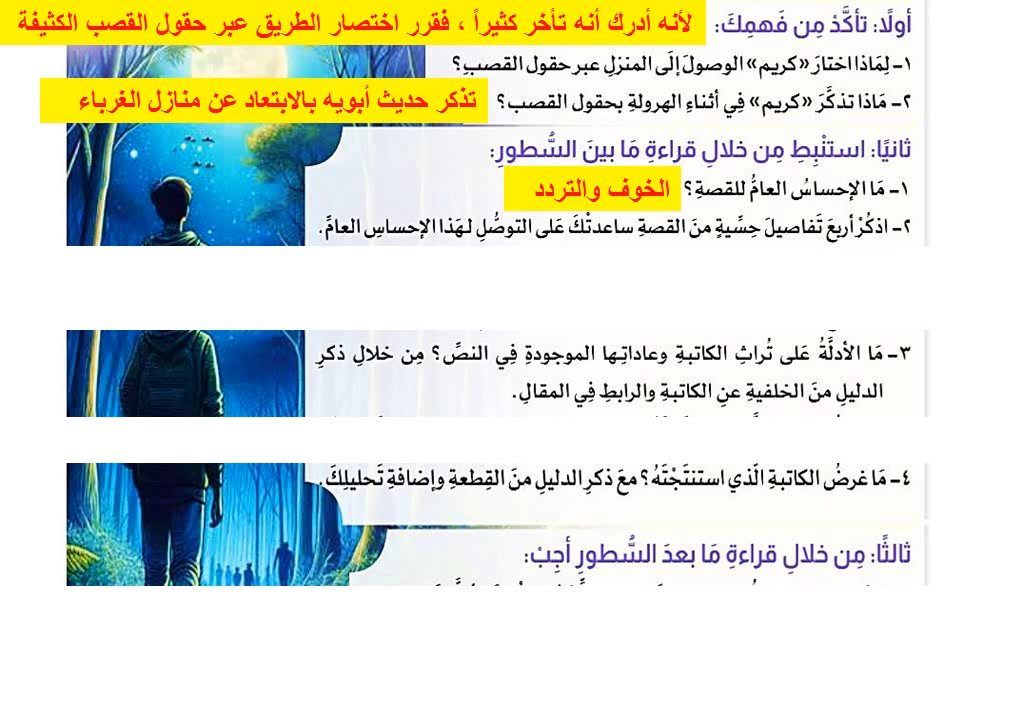 لأنه أدرك أنه تأخر كثيراً ، فقرر اختصار الطريق عبر حقول القصب الكثيفة
أولًا: تأكَّدْ مِن فَهمِكَ:
١- لِمَاذا اختارَ «كريم» الوصولَ إلَى المنزلِ عبر حقول القصبِ؟
٢- مَاذا تذكَّرَ «كريم» فِي أثناءِ الهرولةِ بحقول القصب؟
تذكر حديث أبويه بالابتعاد عن منازل الغرباء
ثانيًا: استنْبِطِ مِن خلالِ قراءةِ مَا بينَ السُّطورِ:
١- مَا الإحساسُ العامُّ للقصةِ؟
الخوف والتردد
٢- اذكُرْ أربعَ تَفاصيلَ حِسِّيةٍ منَ القصةِ ساعدتْكَ عَلى التوصُّلِ لهَذا الإحساسِ العامِّ.
٣- مَا الأدلَّةُ عَلى تُراثِ الكاتبةِ وعاداتِها الموجودةِ فِي النصِّ؟ مِن خلالِ ذكرِ
الدليلِ منَ الخلفيةِ عنِ الكاتبةِ والرابطِ فِي المقالِ.
٤- مَا غرضُ الكاتبةِ الَّذي استنتَجْتَهُ؟ معَ ذكرِ الدليلِ منَ القِطعةِ وإضافةِ تَحليلِكَ.
ثالثًا: مِن خلالِ قراءةِ مَا بعدَ السُّطورِ أجِبْ: